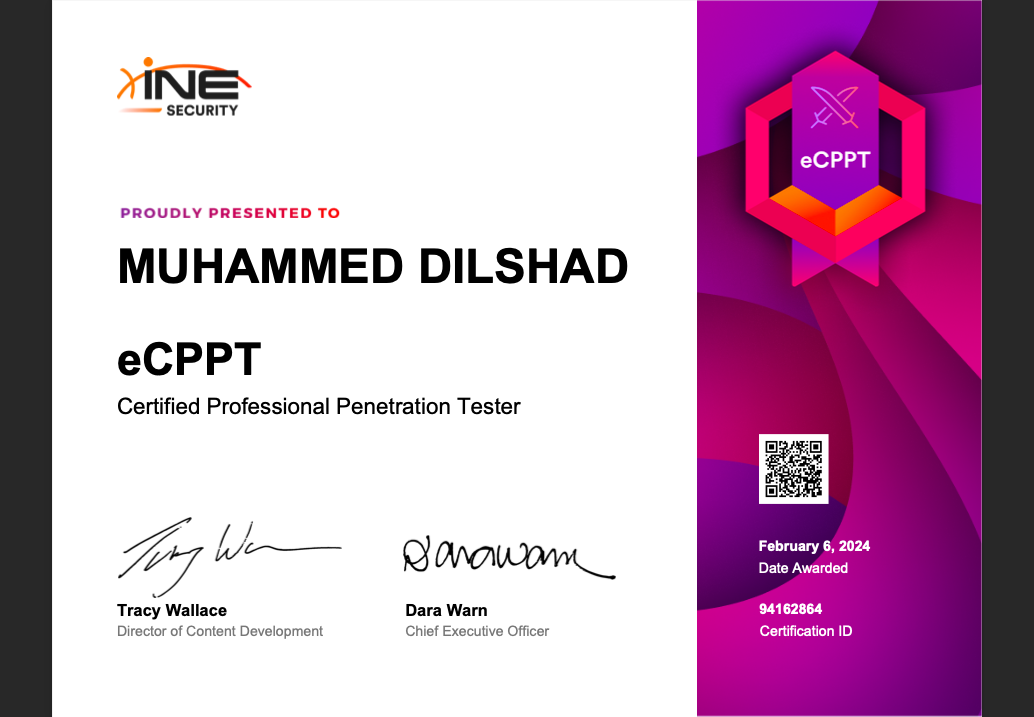 INE
SECURITY
PROUDLY PRESENTED TO
MUHAMMED DILSHAD
eCPPT
Certified Professional Penetration Tester
Tracy Wallace
Director of Content Development
Dara Warn
Chief Executive Officer
eCPPT
February 6, 2024
Date Awarded
94162864
Certification ID